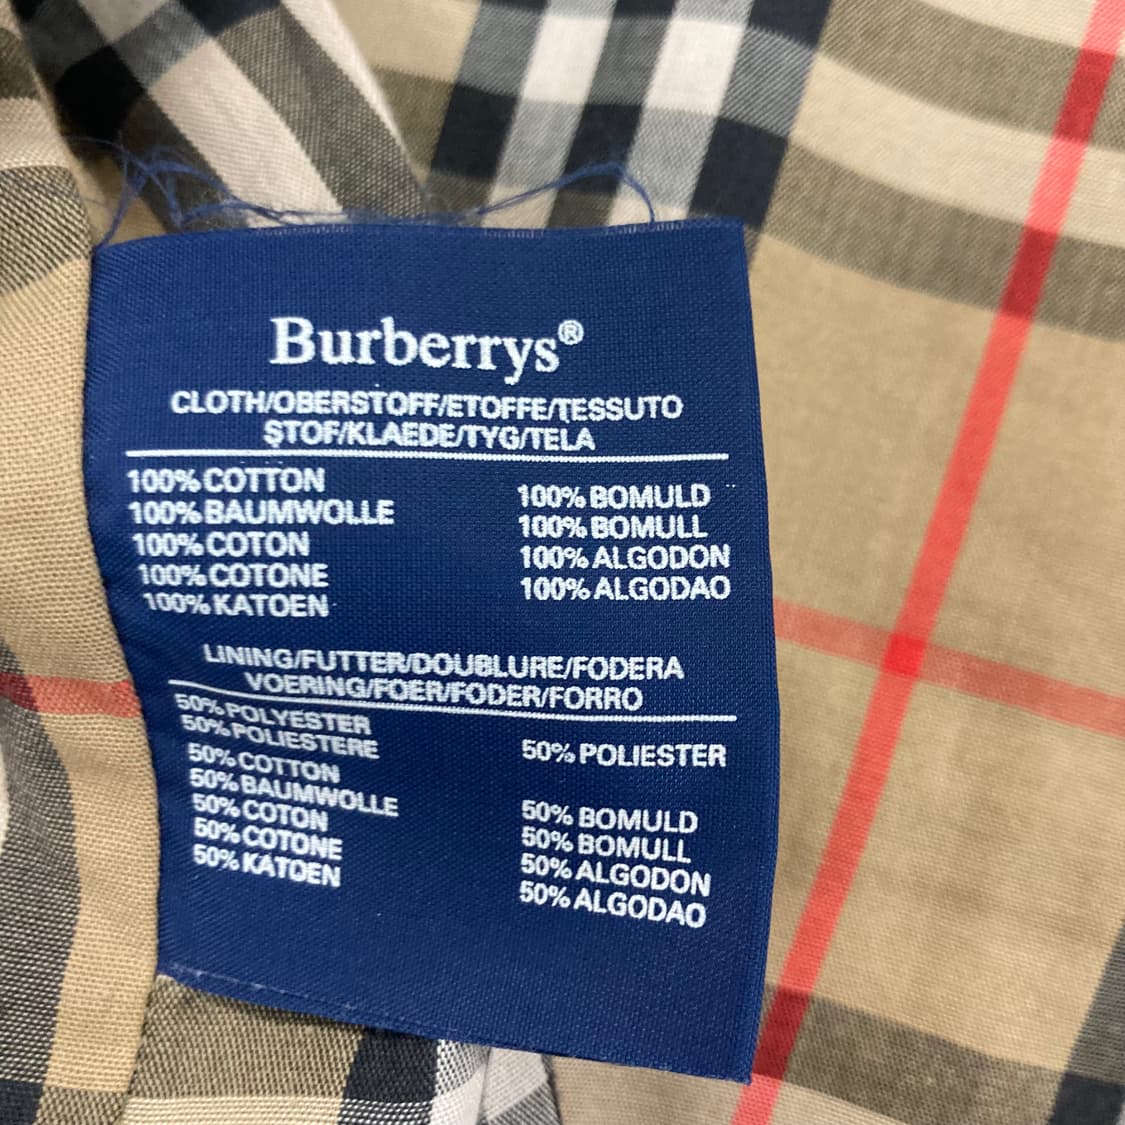 Burberrys®
CLOTH/OBERSTOFF/ETOFFE/TESSUTO
STOF/KLAEDE/TYG/TELA
100% COTTON
100% BAUMWOLLE
100% COTON
100% COTONE
100% KATOEN
100% BOMULD
100% BOMULL
100% ALGODON
100% ALGODAO
LINING/FUTTER/DOUBLURE/FODERA
VOERING/FOER/FODER/FORRO
50% POLYESTER
50% POLIESTERE
50% COTTON
50% BAUMWOLLE
50% COTON
50% COTONE
50% KATOEN
50% POLIESTER
50% BOMULD
50% BOMULL
50% ALGODON
50% ALGODAO